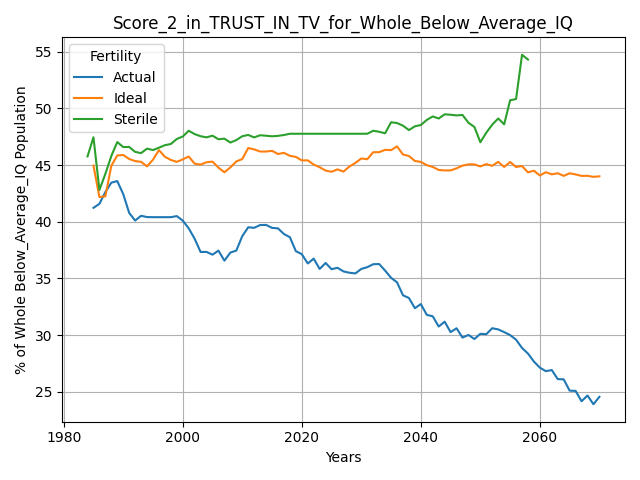 Score_2_in_TRUST_IN_TV_for_Whole_Below_Average_IQ
Fertility
Actual
Ideal
Sterile
% of Whole Below_Average_IQ Population
55
50
45
40
35
30
25
1980
2000
2020
2040
2060
Years